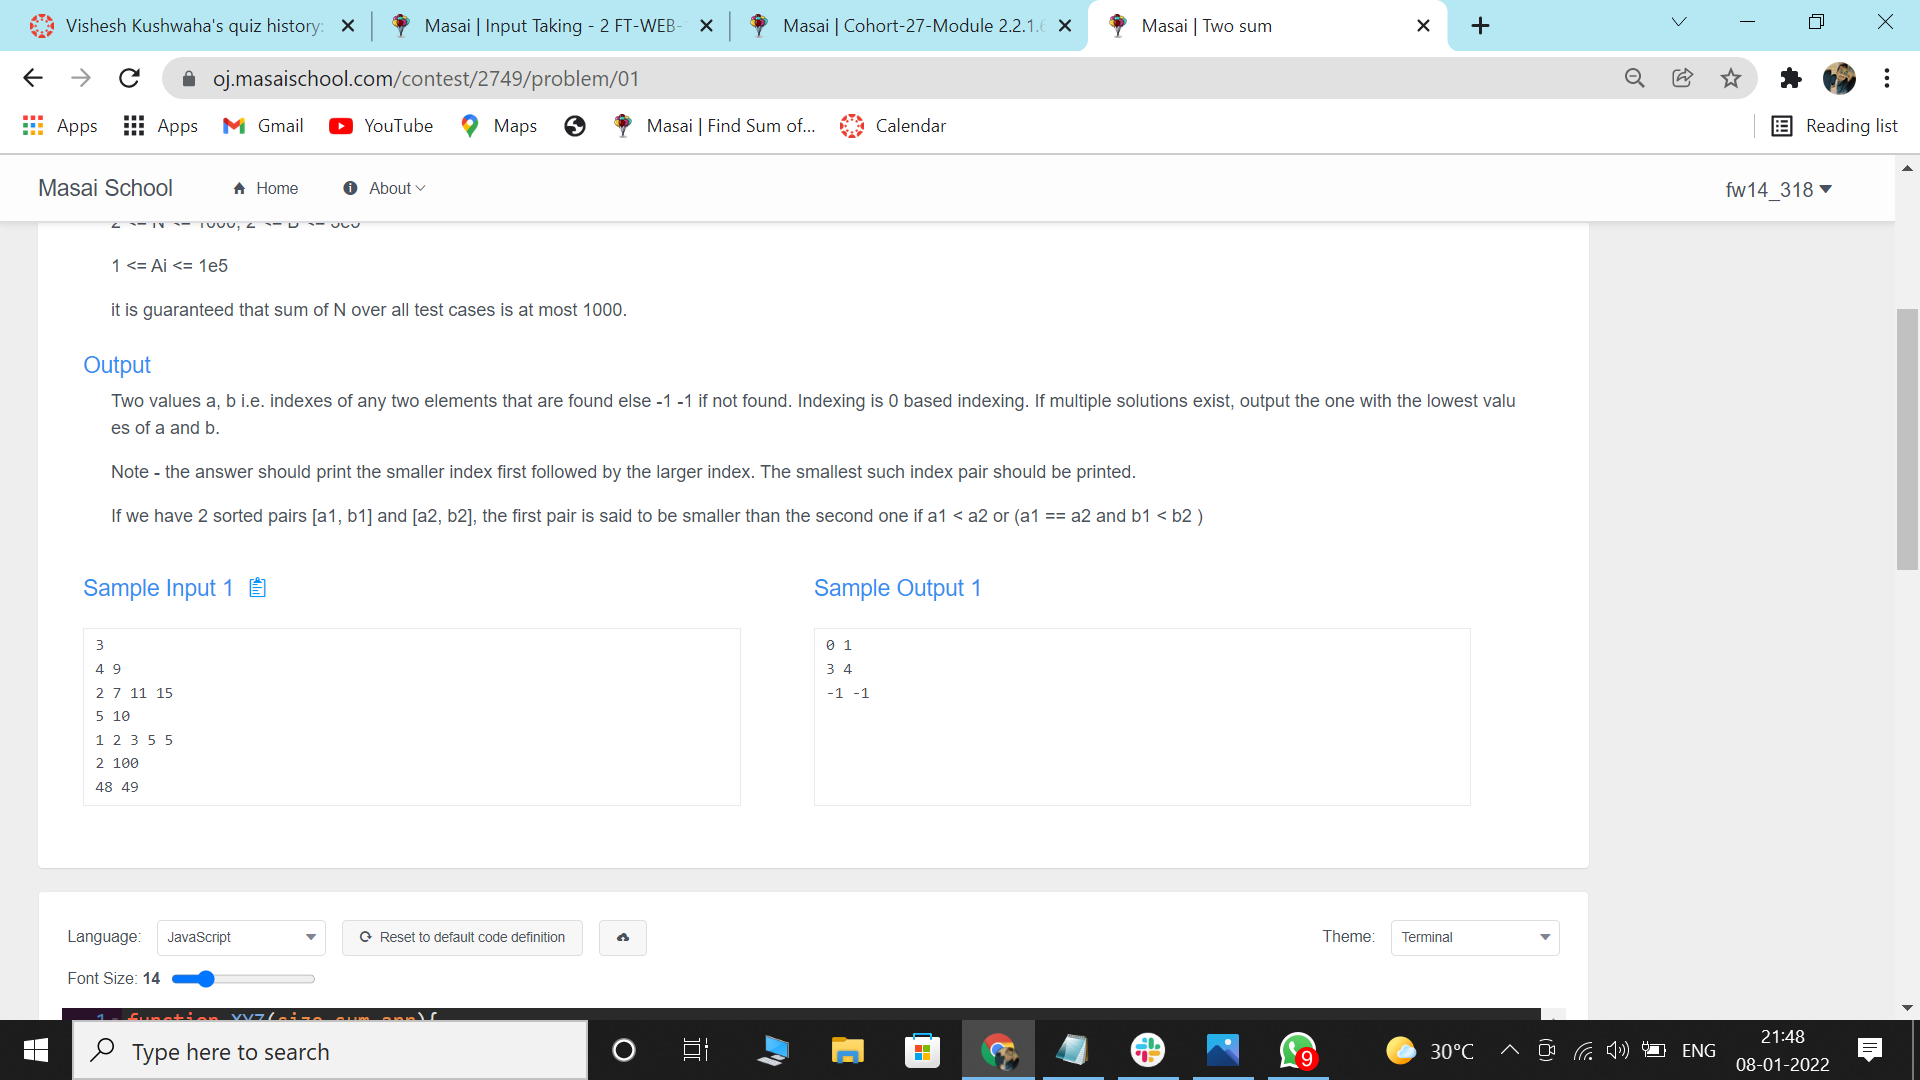 Vishesh Kushwaha's quiz history:
Masai | Input Taking - 2 FT-WEB-
Masai | Cohort-27-Module 2.2.1.6
Masai | Two sum
oj.masaischool.com/contest/2749/problem/01
Apps
Apps
Gmail
YouTube
Maps
Masai | Find Sum of...
Calendar
Reading list
Masai School
Home
About
fw14_318
1 <= Ai <= 1e5
it is guaranteed that sum of N over all test cases is at most 1000.
Output
Two values a, b i.e. indexes of any two elements that are found else -1 -1 if not found. Indexing is 0 based indexing. If multiple solutions exist, output the one with the lowest valu
es of a and b.
Note - the answer should print the smaller index first followed by the larger index. The smallest such index pair should be printed.
If we have 2 sorted pairs [a1, b1] and [a2, b2], the first pair is said to be smaller than the second one if a1 < a2 or (a1 == a2 and b1 < b2 )
Sample Input 1
3
4 9
2 7 11 15
5 10
1 2 3 5 5
2 100
48 49
Sample Output 1
0 1
3 4
-1 -1
Language:
JavaScript
Reset to default code definition
Theme:
Terminal
Font Size: 14
1 function XYZ(size,sum,arr){
Type here to search
9
30°C
ENG
21:48
08-01-2022